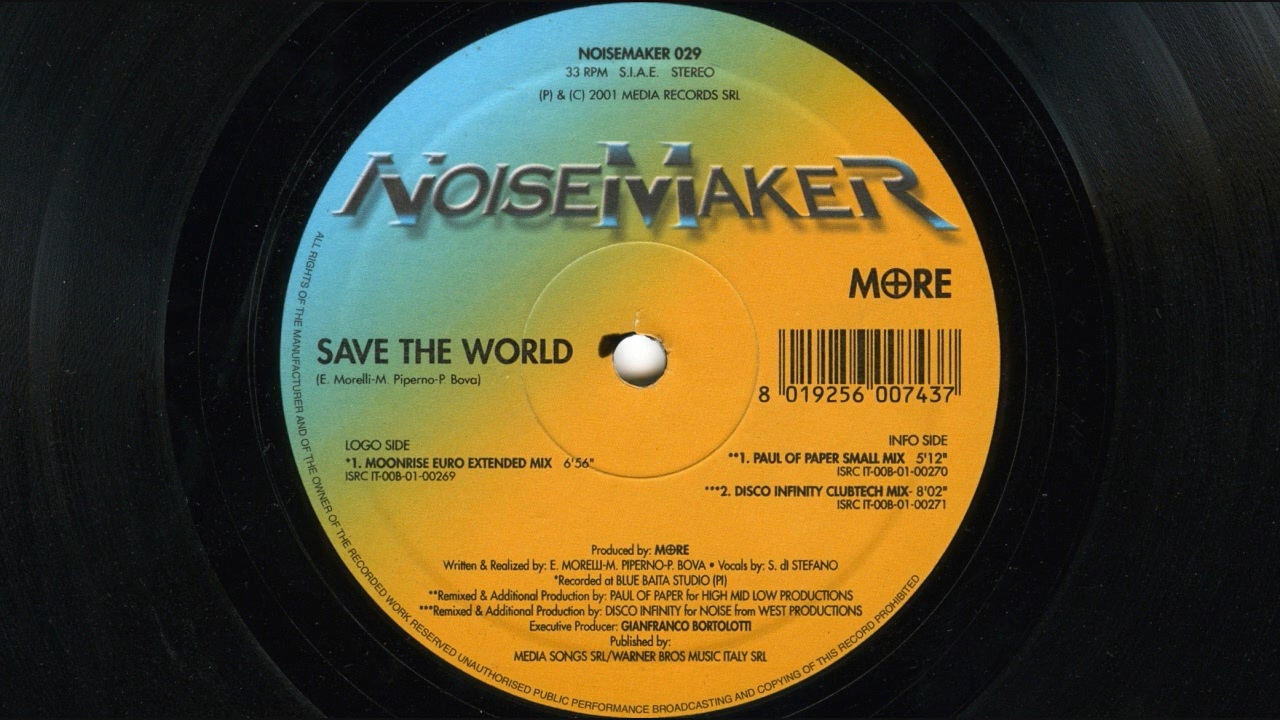 NOISEMAKER 029
33 RPM S.I.A.E. STEREO
(P) & (C) 2001 MEDIA RECORDS SRL
NOISEMAKER
M⊕RE
SAVE THE WORLD
(E. Morelli-M. Piperno-P. Bova)
8 019256 007437
LOGO SIDE
*1. MOONRISE EURO EXTENDED MIX 6'56"
ISRC IT-00B-01-00269
INFO SIDE
**1. PAUL OF PAPER SMALL MIX 5'12"
ISRC IT-00B-01-00270
***2. DISCO INFINITY CLUBTECH MIX- 8'02"
ISRC IT-00B-01-00271
Produced by: M⊕RE
Written & Realized by: E. MORELLI-M. PIPERNO-P. BOVA • Vocals by: S. dI STEFANO
*Recorded at BLUE BAITA STUDIO (PI)
**Remixed & Additional Production by: PAUL OF PAPER for HIGH MID LOW PRODUCTIONS
***Remixed & Additional Production by: DISCO INFINITY for NOISE from WEST PRODUCTIONS
Executive Producer: GIANFRANCO BORTOLOTTI
Published by:
MEDIA SONGS SRL/WARNER BROS MUSIC ITALY SRL
ALL RIGHTS OF THE MANUFACTURER AND OF THE OWNER OF THE RECORDED WORK RESERVED UNAUTHORISED PUBLIC PERFORMANCE BROADCASTING AND COPYING OF THIS RECORD PROHIBITED